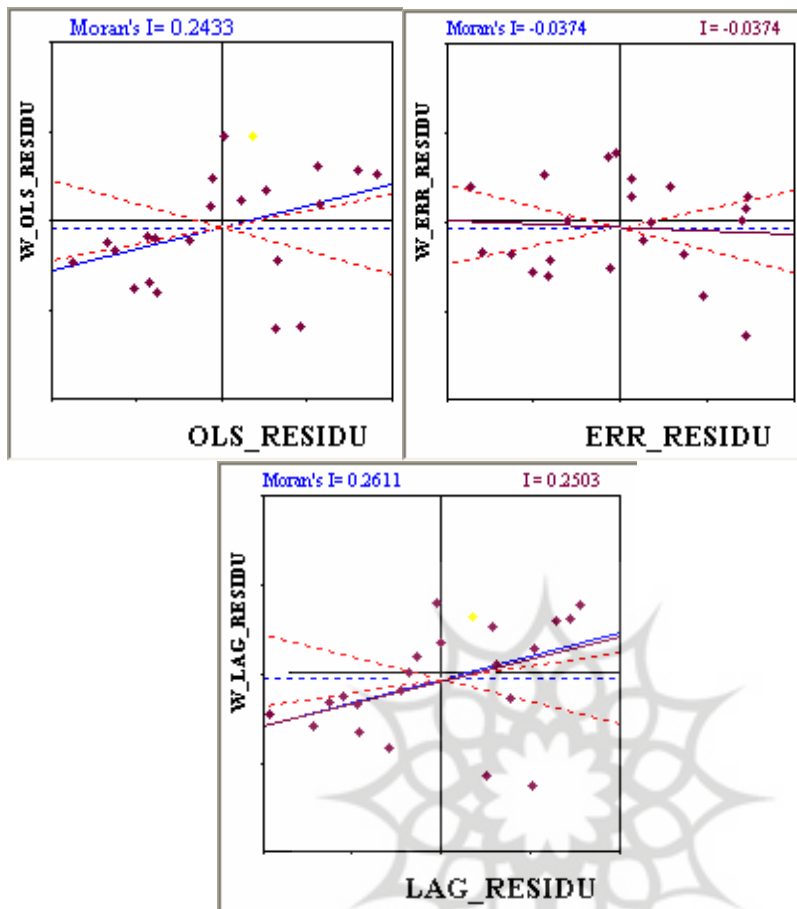 Moran's I= 0.2433
W_OLS_RESIDU
OLS_RESIDU
Moran's I= -0.0374 I= -0.0374
W_ERR_RESIDU
ERR_RESIDU
Moran's I= 0.2611 I= 0.2503
W_LAG_RESIDU
LAG_RESIDU